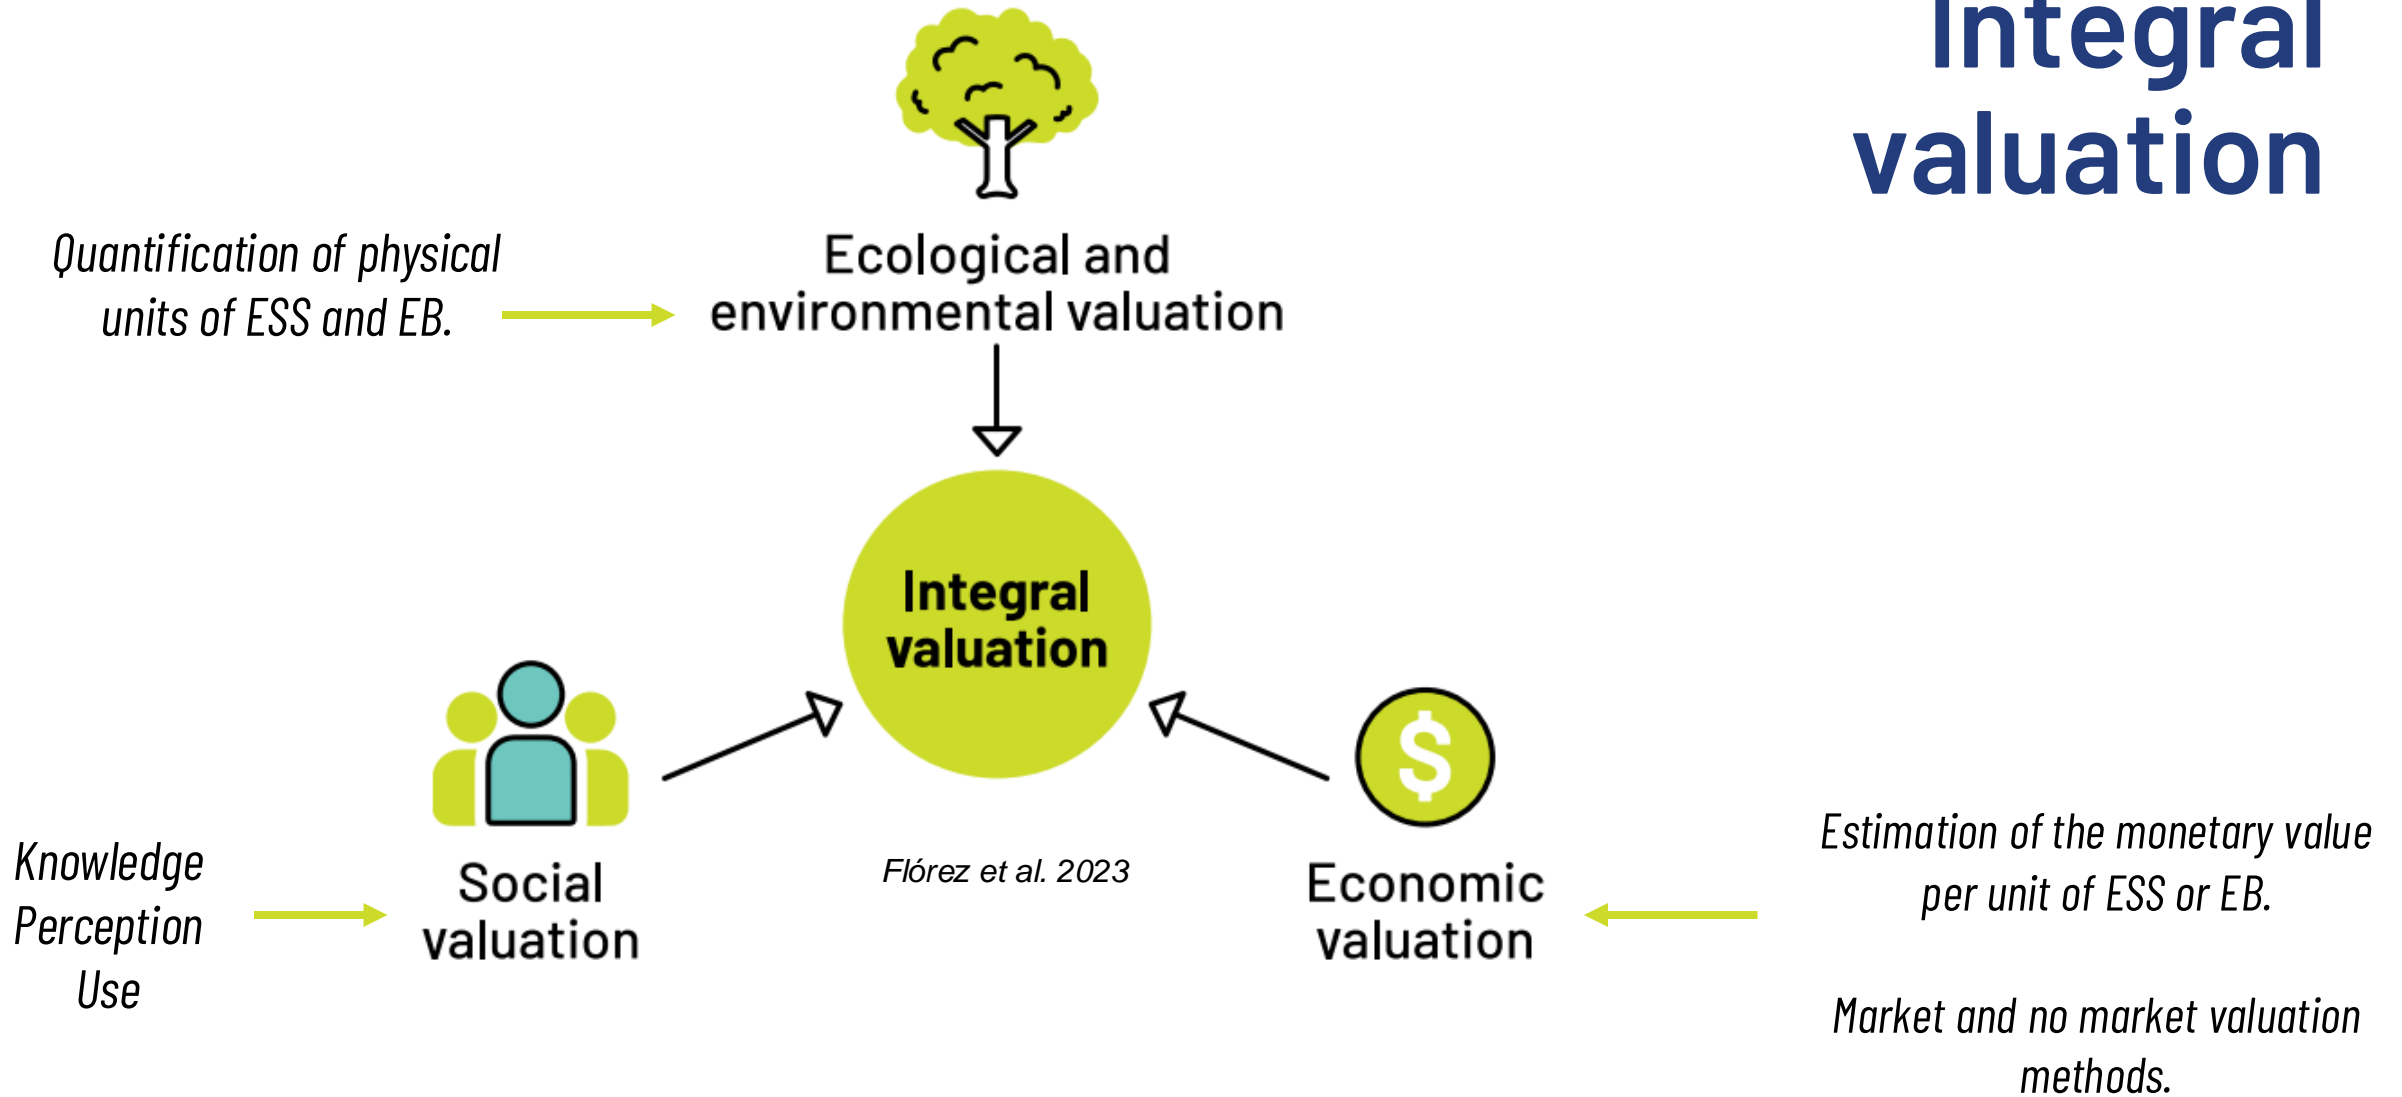 Integral
valuation
Quantification of physical
units of ESS and EB.
Ecological and
environmental valuation
Integral
valuation
Knowledge
Perception
Use
Social
valuation
Flórez et al. 2023
$
Economic
valuation
Estimation of the monetary value
per unit of ESS or EB.
Market and no market valuation
methods.